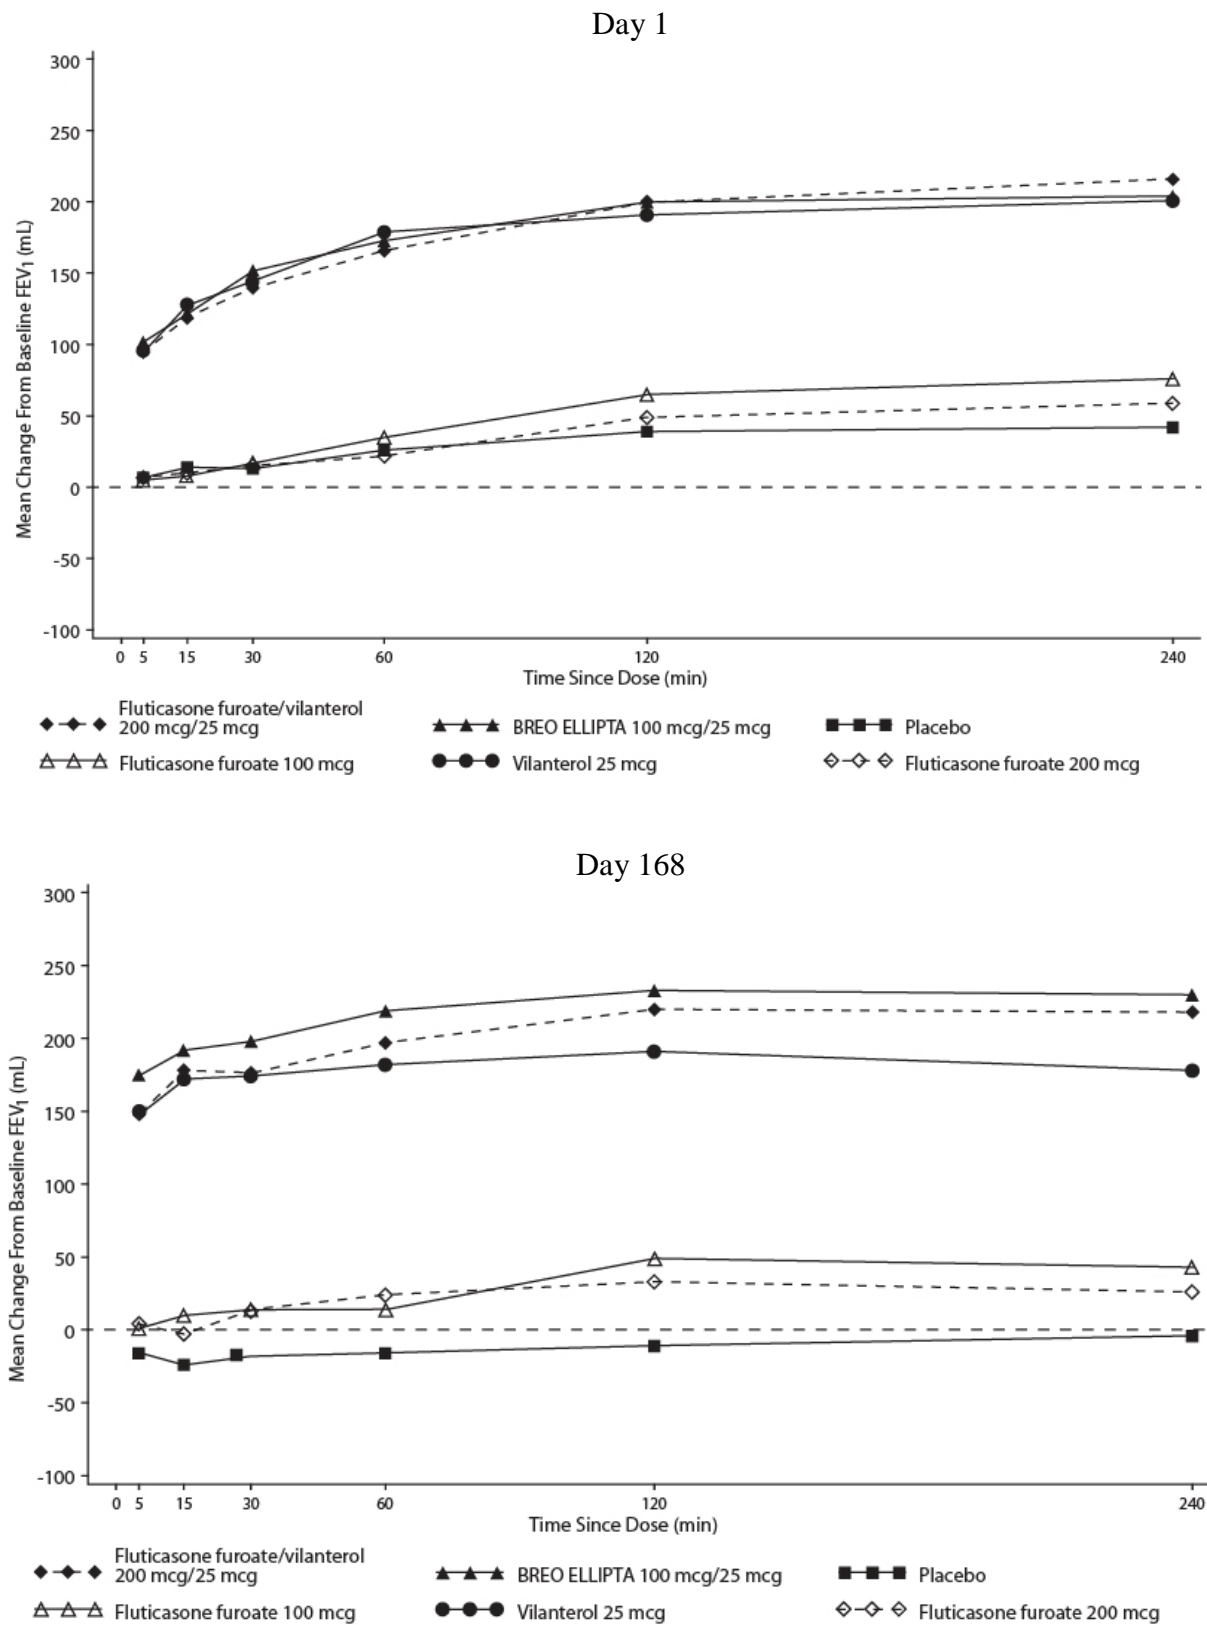 Day 1
Mean Change From Baseline FEV1 (mL)
300
250
200
150
100
50
0
-50
-100
0 5 15 30 60 120 240
Time Since Dose (min)
Fluticasone furoate/vilanterol
200 mcg/25 mcg
BREO ELLIPTA 100 mcg/25 mcg
Placebo
Fluticasone furoate 100 mcg
Vilanterol 25 mcg
Fluticasone furoate 200 mcg
Day 168
Mean Change From Baseline FEV1 (mL)
300
250
200
150
100
50
0
-50
-100
0 5 15 30 60 120 240
Time Since Dose (min)
Fluticasone furoate/vilanterol
200 mcg/25 mcg
BREO ELLIPTA 100 mcg/25 mcg
Placebo
Fluticasone furoate 100 mcg
Vilanterol 25 mcg
Fluticasone furoate 200 mcg